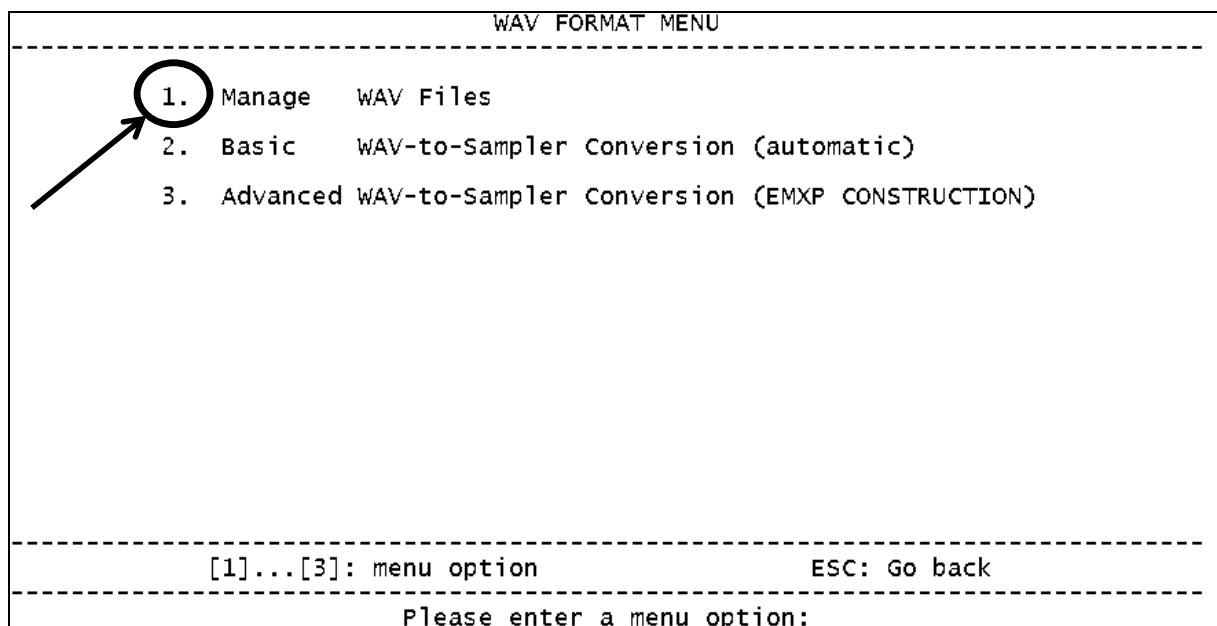 WAV FORMAT MENU
1. Manage WAV Files
2. Basic WAV-to-Sampler Conversion (automatic)
3. Advanced WAV-to-Sampler Conversion (EMXP CONSTRUCTION)
[1]...[3]: menu option ESC: Go back
Please enter a menu option: